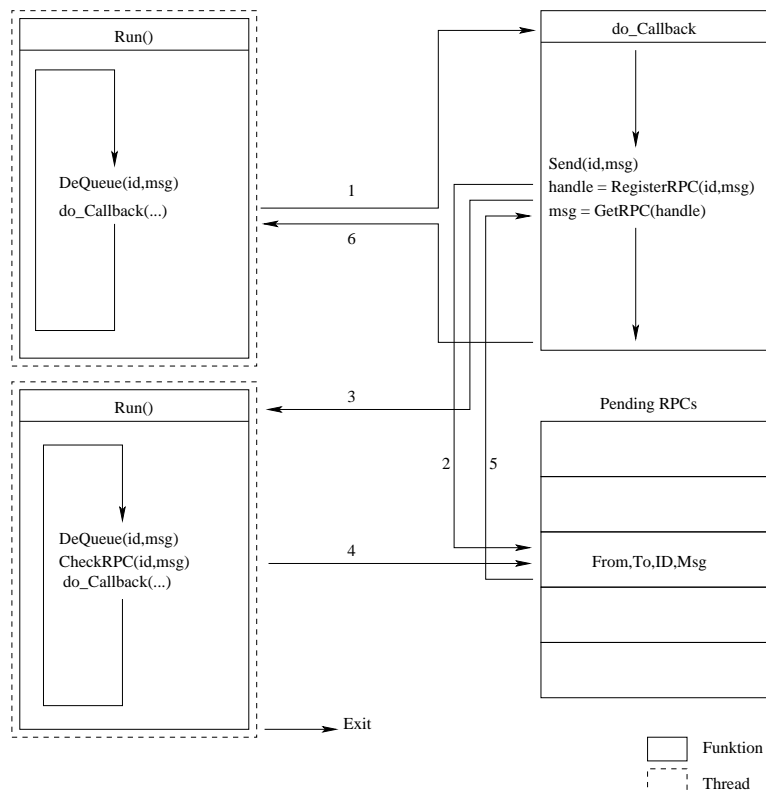 Run()
DeQueue(id,msg)
do_Callback(...)
1
6
do_Callback
Send(id,msg)
handle = RegisterRPC(id,msg)
msg = GetRPC(handle)
Run()
DeQueue(id,msg)
CheckRPC(id,msg)
do_Callback(...)
3
4
2
5
Pending RPCs
From,To,ID,Msg
Exit
Funktion
Thread